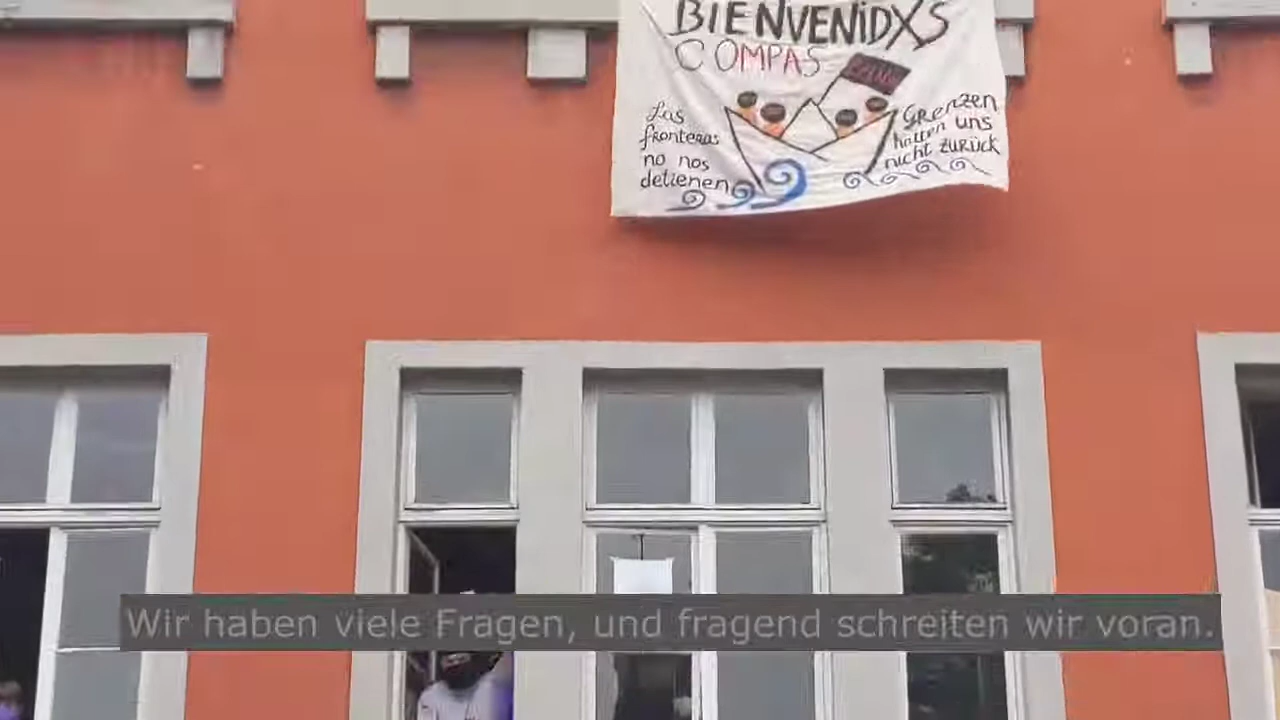 BIENVENIDXS
COMPAS
Las
fronteras
no nos
detienen
Grenzen
halten uns
nicht zurück
Wir haben viele Fragen, und fragend schreiten wir voran.